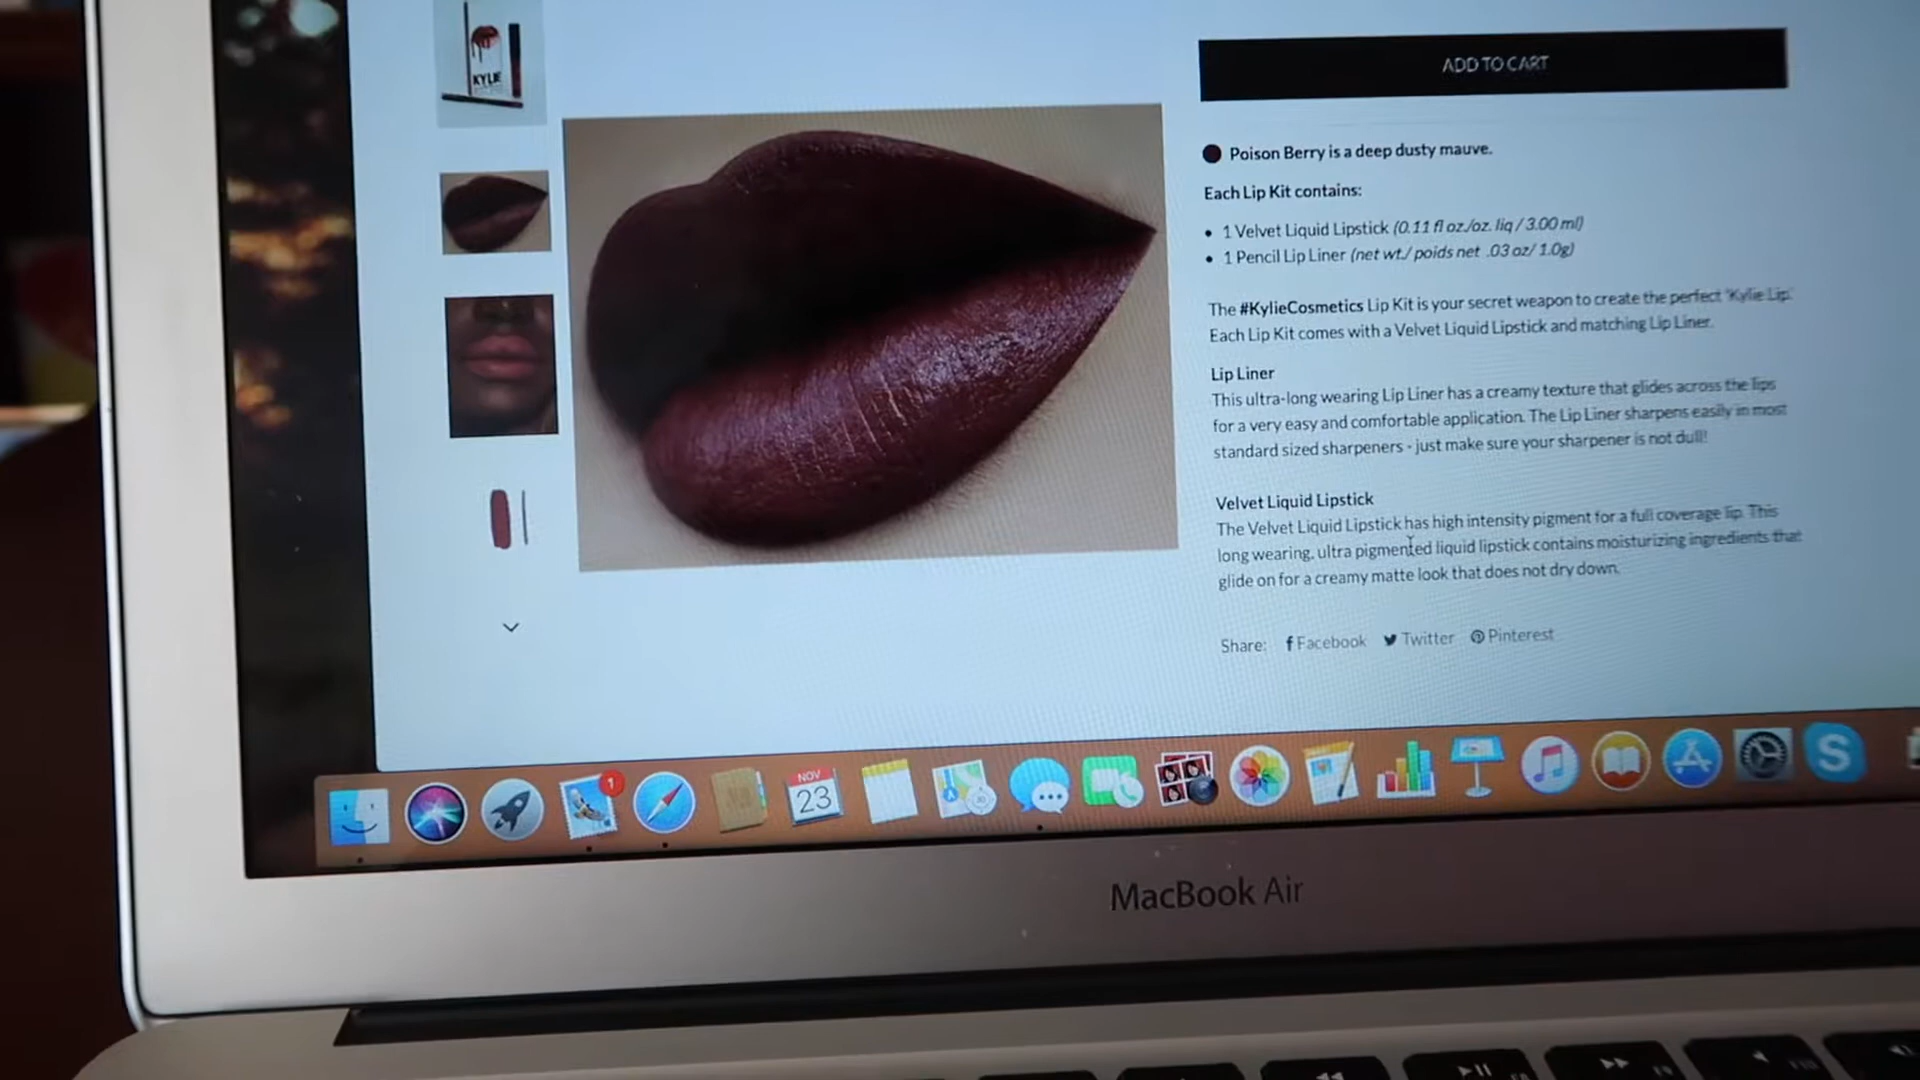 KYLIE
ADD TO CART
Poison Berry is a deep dusty mauve.
Each Lip Kit contains:
• 1 Velvet Liquid Lipstick (0.11 fl oz./oz. liq / 3.00 ml)
• 1 Pencil Lip Liner (net wt./ poids net .03 oz/ 1.0g)
The #KylieCosmetics Lip Kit is your secret weapon to create the perfect 'Kylie Lip.'
Each Lip Kit comes with a Velvet Liquid Lipstick and matching Lip Liner.
Lip Liner
This ultra-long wearing Lip Liner has a creamy texture that glides across the lips
for a very easy and comfortable application. The Lip Liner sharpens easily in most
standard sized sharpeners - just make sure your sharpener is not dull!
Velvet Liquid Lipstick
The Velvet Liquid Lipstick has high intensity pigment for a full coverage lip. This
long wearing, ultra pigmented liquid lipstick contains moisturizing ingredients that
glide on for a creamy matte look that does not dry down.
Share: Facebook Twitter Pinterest
1
NOV
23
S
MacBook Air